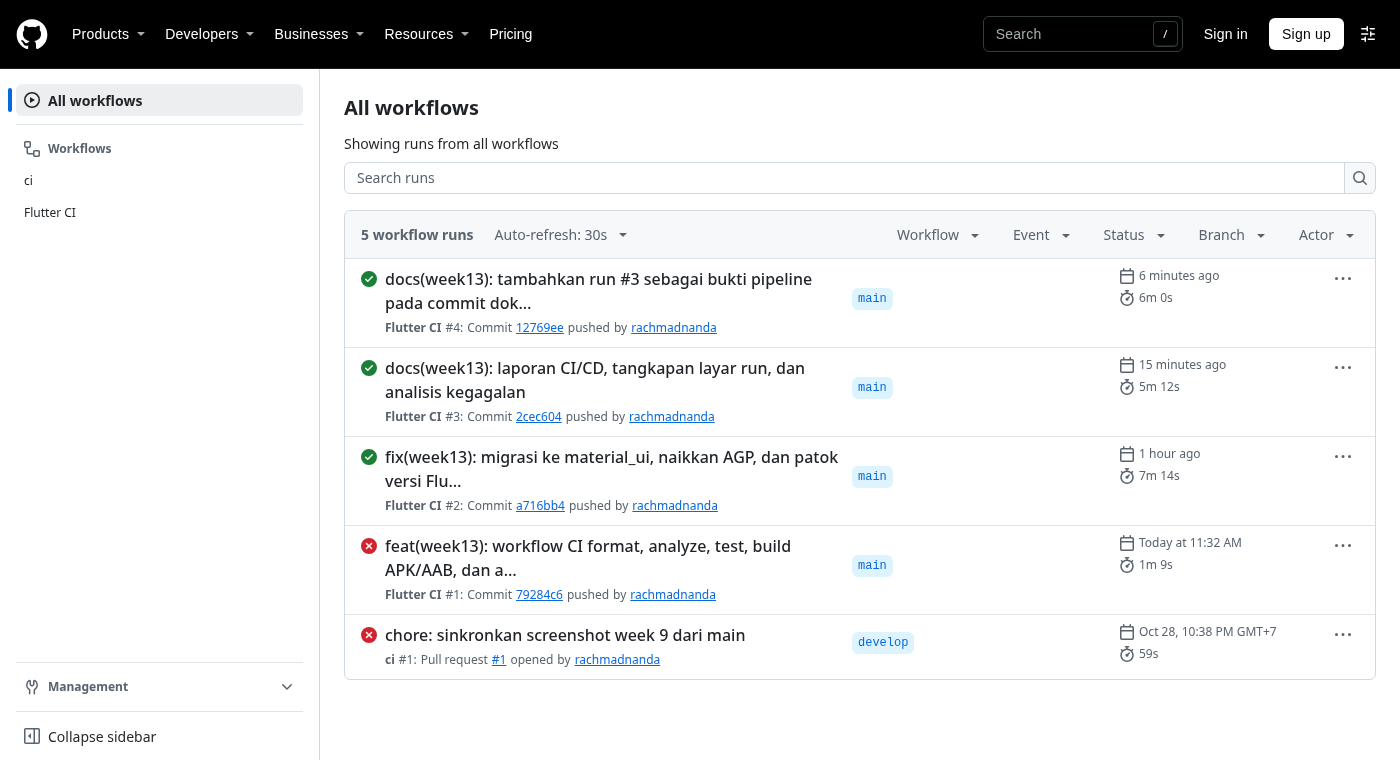 Products Developers Businesses Resources Pricing Search / Sign in Sign up
All workflows
Workflows
ci
Flutter CI
Management
Collapse sidebar
All workflows
Showing runs from all workflows
Search runs
5 workflow runs Auto-refresh: 30s Workflow Event Status Branch Actor
docs(week13): tambahkan run #3 sebagai bukti pipeline
pada commit dok...
Flutter CI #4: Commit 12769ee pushed by rachmadnanda
main
6 minutes ago
6m 0s
docs(week13): laporan CI/CD, tangkapan layar run, dan
analisis kegagalan
Flutter CI #3: Commit 2cec604 pushed by rachmadnanda
main
15 minutes ago
5m 12s
fix(week13): migrasi ke material_ui, naikkan AGP, dan patok
versi Flu...
Flutter CI #2: Commit a716bb4 pushed by rachmadnanda
main
1 hour ago
7m 14s
feat(week13): workflow CI format, analyze, test, build
APK/AAB, dan a...
Flutter CI #1: Commit 79284c6 pushed by rachmadnanda
main
Today at 11:32 AM
1m 9s
chore: sinkronkan screenshot week 9 dari main
ci #1: Pull request #1 opened by rachmadnanda
develop
Oct 28, 10:38 PM GMT+7
59s